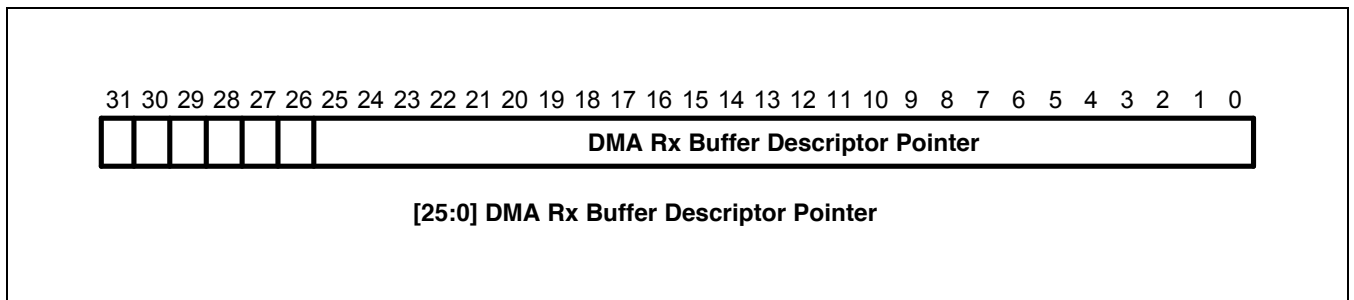 31 30 29 28 27 26 25 24 23 22 21 20 19 18 17 16 15 14 13 12 11 10 9 8 7 6 5 4 3 2 1 0
DMA Rx Buffer Descriptor Pointer
[25:0] DMA Rx Buffer Descriptor Pointer